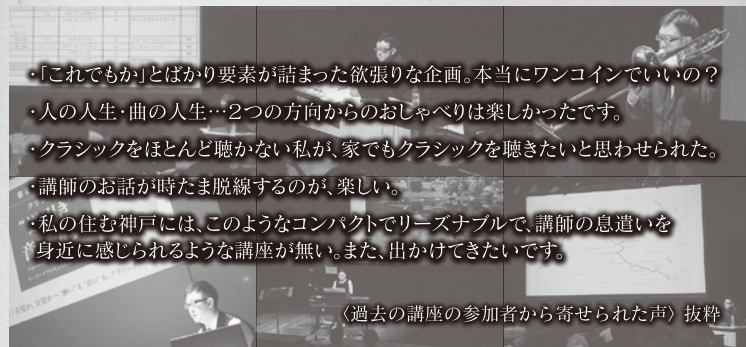 ・「これでもか」とばかり要素が詰まった欲張りな企画。本当にワンコインでいいの？
・人の人生・曲の人生…２つの方向からのおしゃべりは楽しかったです。
・クラシックをほとんど聴かない私が、家でもクラシックを聴きたいと思わせられた。
・講師のお話が時たま脱線するのが、楽しい。
・私の住む神戸には、このようなコンパクトでリーズナブルで、講師の息遣いを
身近に感じられるような講座が無い。また、出かけてきたいです。
〈過去の講座の参加者から寄せられた声〉抜粋